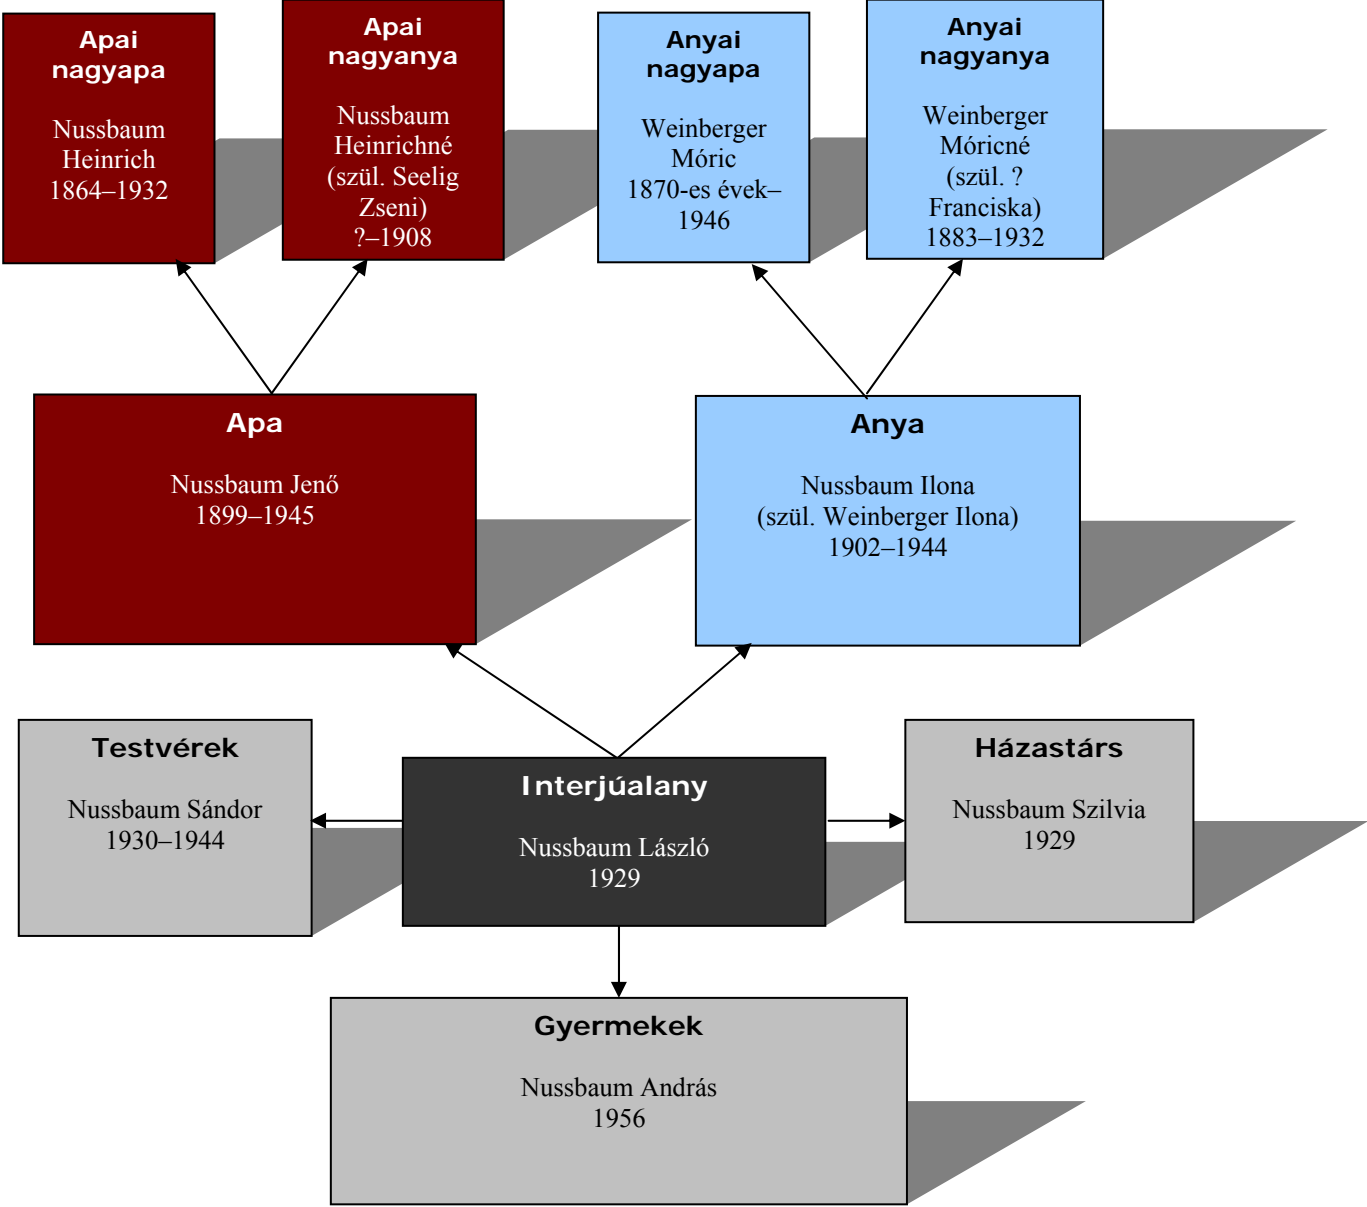 Apai
nagyapa
Nussbaum
Heinrich
1864–1932
Apai
nagyanya
Nussbaum
Heinrichné
(szül. Seelig
Zseni)
?–1908
Anyai
nagyapa
Weinberger
Móric
1870-es évek–
1946
Anyai
nagyanya
Weinberger
Móricné
(szül. ?
Franciska)
1883–1932
Apa
Nussbaum Jenő
1899–1945
Anya
Nussbaum Ilona
(szül. Weinberger Ilona)
1902–1944
Testvérek
Nussbaum Sándor
1930–1944
Interjúalany
Nussbaum László
1929
Házastárs
Nussbaum Szilvia
1929
Gyermekek
Nussbaum András
1956